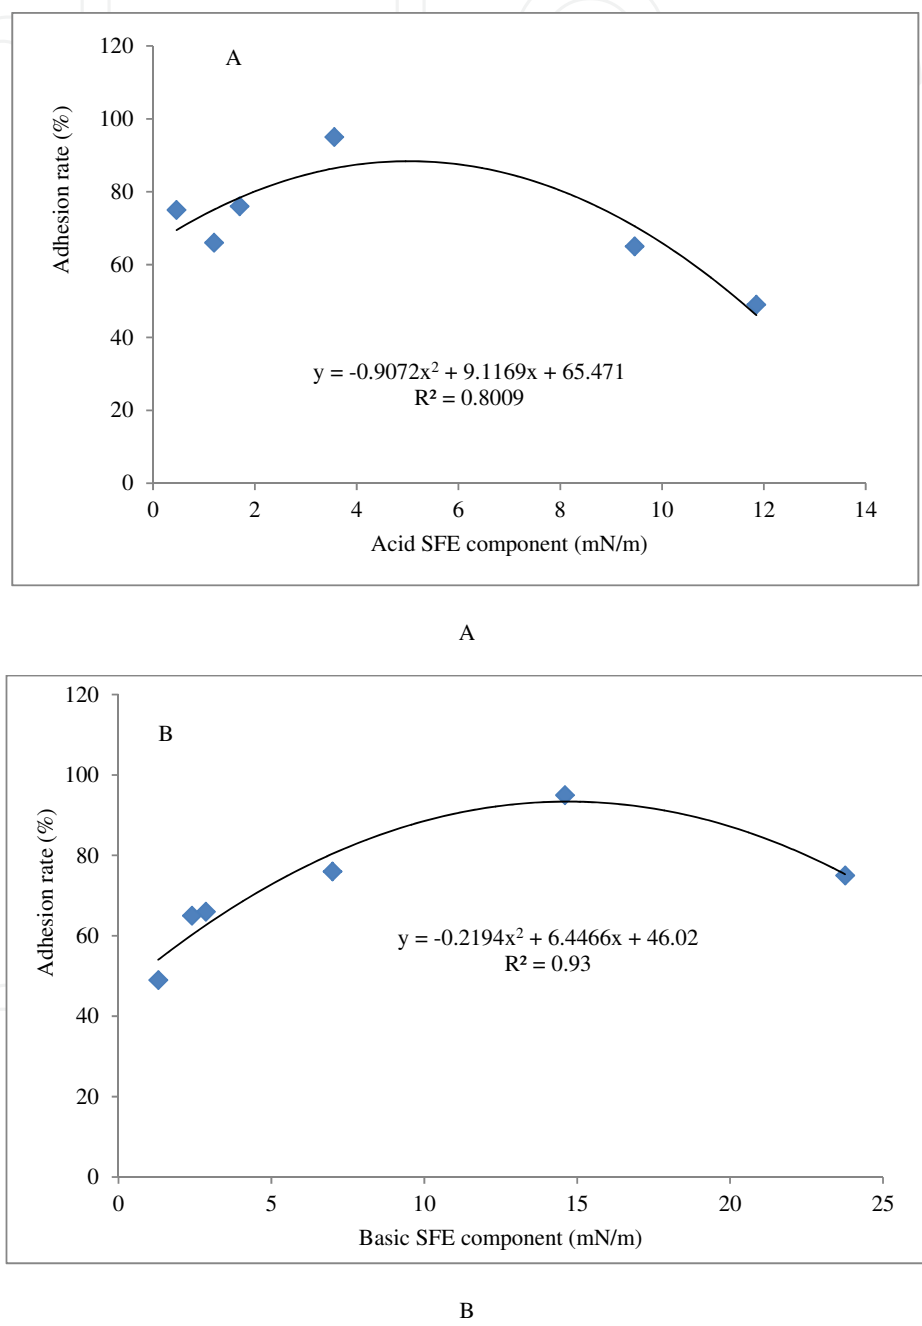 A
120
100
80
60
40
20
0
Adhesion rate (%)
y = -0.9072x² + 9.1169x + 65.471
R² = 0.8009
0 2 4 6 8 10 12 14
Acid SFE component (mN/m)
A
B
120
100
80
60
40
20
0
Adhesion rate (%)
y = -0.2194x² + 6.4466x + 46.02
R² = 0.93
0 5 10 15 20 25
Basic SFE component (mN/m)
B